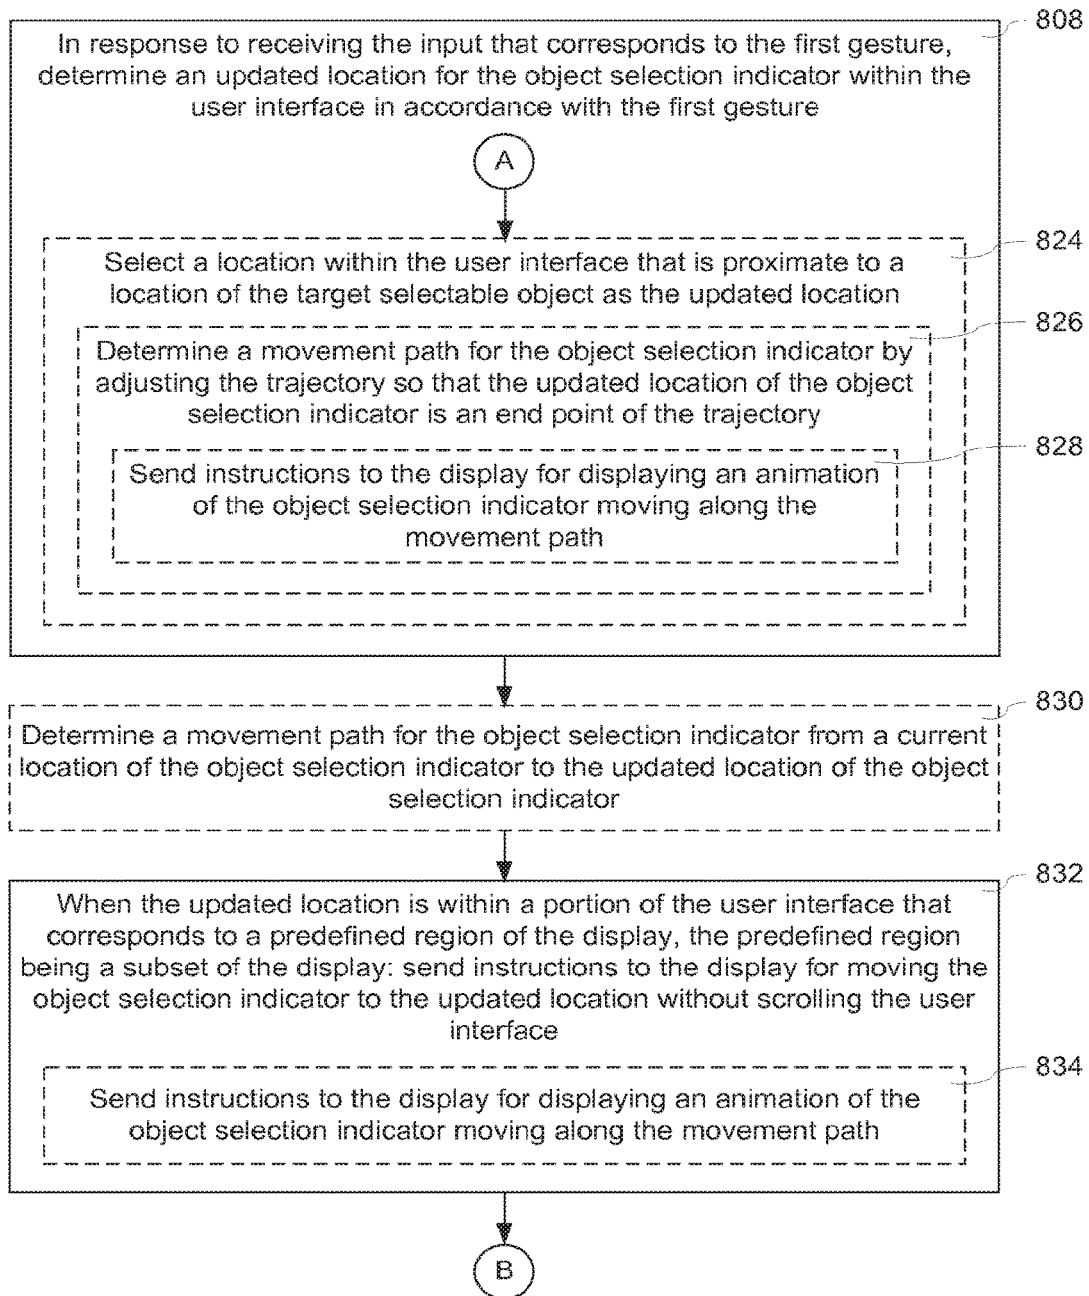 808
In response to receiving the input that corresponds to the first gesture,
determine an updated location for the object selection indicator within the
user interface in accordance with the first gesture
A
824
Select a location within the user interface that is proximate to a
location of the target selectable object as the updated location
826
Determine a movement path for the object selection indicator by
adjusting the trajectory so that the updated location of the object
selection indicator is an end point of the trajectory
828
Send instructions to the display for displaying an animation
of the object selection indicator moving along the
movement path
830
Determine a movement path for the object selection indicator from a current
location of the object selection indicator to the updated location of the object
selection indicator
832
When the updated location is within a portion of the user interface that
corresponds to a predefined region of the display, the predefined region
being a subset of the display: send instructions to the display for moving the
object selection indicator to the updated location without scrolling the user
interface
834
Send instructions to the display for displaying an animation of the
object selection indicator moving along the movement path
B